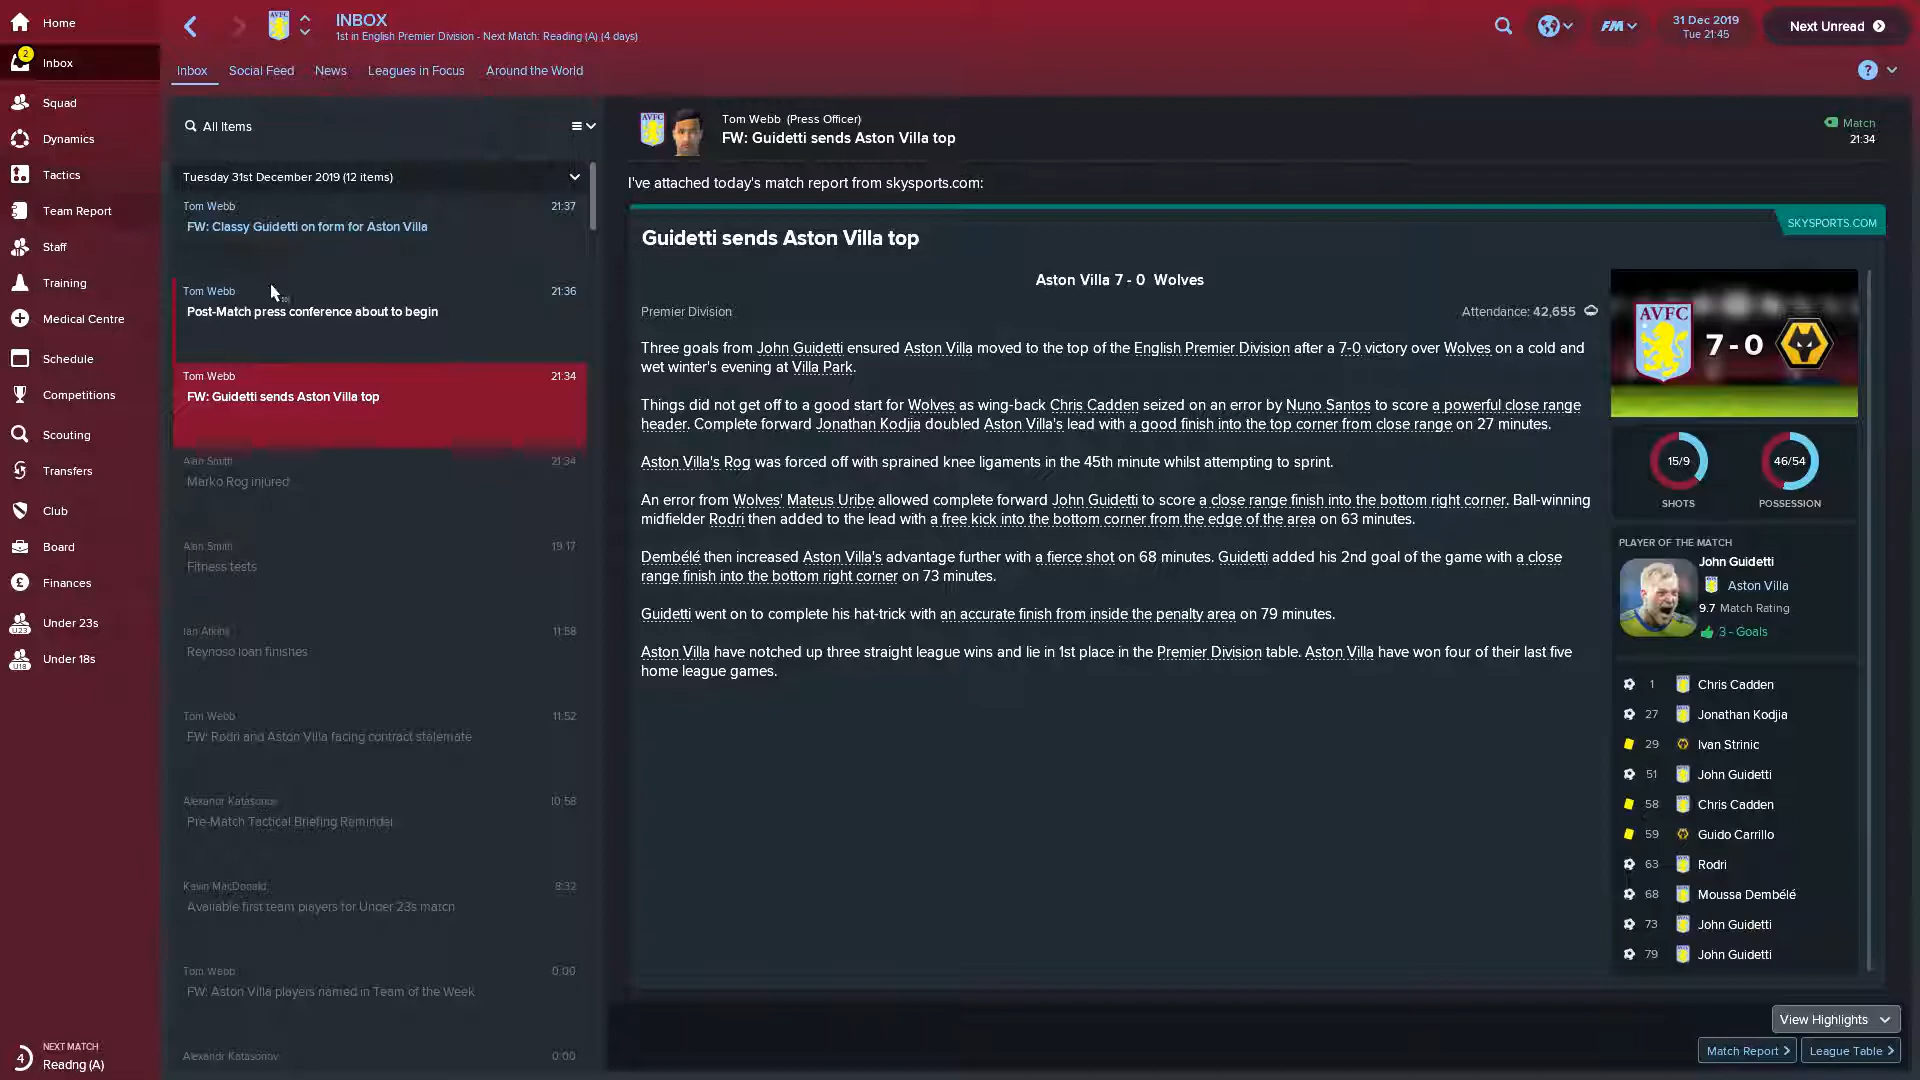 Home
2
Inbox
Squad
Dynamics
Tactics
Team Report
Staff
Training
Medical Centre
Schedule
Competitions
Scouting
Transfers
Club
Board
Finances
Under 23s
Under 18s
4
NEXT MATCH
Readng (A)
INBOX
1st in English Premier Division - Next Match: Reading (A) (4 days)
FM
31 Dec 2019
Tue 21:45
Next Unread
Inbox Social Feed News Leagues in Focus Around the World
?
All Items
Tuesday 31st December 2019 (12 items)
Tom Webb 21:37
FW: Classy Guidetti on form for Aston Villa
Tom Webb 21:36
Post-Match press conference about to begin
Tom Webb 21:34
FW: Guidetti sends Aston Villa top
Alan Smith 21:34
Marko Rog injured
Alan Smith 19:17
Fitness tests
Ian Atkins 11:58
Reynoso loan finishes
Tom Webb 11:52
FW: Rodri and Aston Villa facing contract stalemate
Alexandr Katasonov 10:58
Pre-Match Tactical Briefing Reminder
Kevin MacDonald 8:32
Available first team players for Under 23s match
Tom Webb 0:00
FW: Aston Villa players named in Team of the Week
Alexandr Katasonov 0:00
AVFC
Tom Webb (Press Officer)
FW: Guidetti sends Aston Villa top
Match
21:34
I've attached today's match report from skysports.com:
SKYSPORTS.COM
Guidetti sends Aston Villa top
Aston Villa 7 - 0 Wolves
Premier Division Attendance: 42,655
Three goals from John Guidetti ensured Aston Villa moved to the top of the English Premier Division after a 7-0 victory over Wolves on a cold and
wet winter's evening at Villa Park.
Things did not get off to a good start for Wolves as wing-back Chris Cadden seized on an error by Nuno Santos to score a powerful close range
header. Complete forward Jonathan Kodjia doubled Aston Villa's lead with a good finish into the top corner from close range on 27 minutes.
Aston Villa's Rog was forced off with sprained knee ligaments in the 45th minute whilst attempting to sprint.
An error from Wolves' Mateus Uribe allowed complete forward John Guidetti to score a close range finish into the bottom right corner. Ball-winning
midfielder Rodri then added to the lead with a free kick into the bottom corner from the edge of the area on 63 minutes.
Dembélé then increased Aston Villa's advantage further with a fierce shot on 68 minutes. Guidetti added his 2nd goal of the game with a close
range finish into the bottom right corner on 73 minutes.
Guidetti went on to complete his hat-trick with an accurate finish from inside the penalty area on 79 minutes.
Aston Villa have notched up three straight league wins and lie in 1st place in the Premier Division table. Aston Villa have won four of their last five
home league games.
AVFC
7 - 0
15/9
46/54
SHOTS
POSSESSION
PLAYER OF THE MATCH
John Guidetti
Aston Villa
9.7 Match Rating
3 - Goals
1 Chris Cadden
27 Jonathan Kodjia
29 Ivan Strinic
51 John Guidetti
58 Chris Cadden
59 Guido Carrillo
63 Rodri
68 Moussa Dembélé
73 John Guidetti
79 John Guidetti
View Highlights
Match Report
League Table